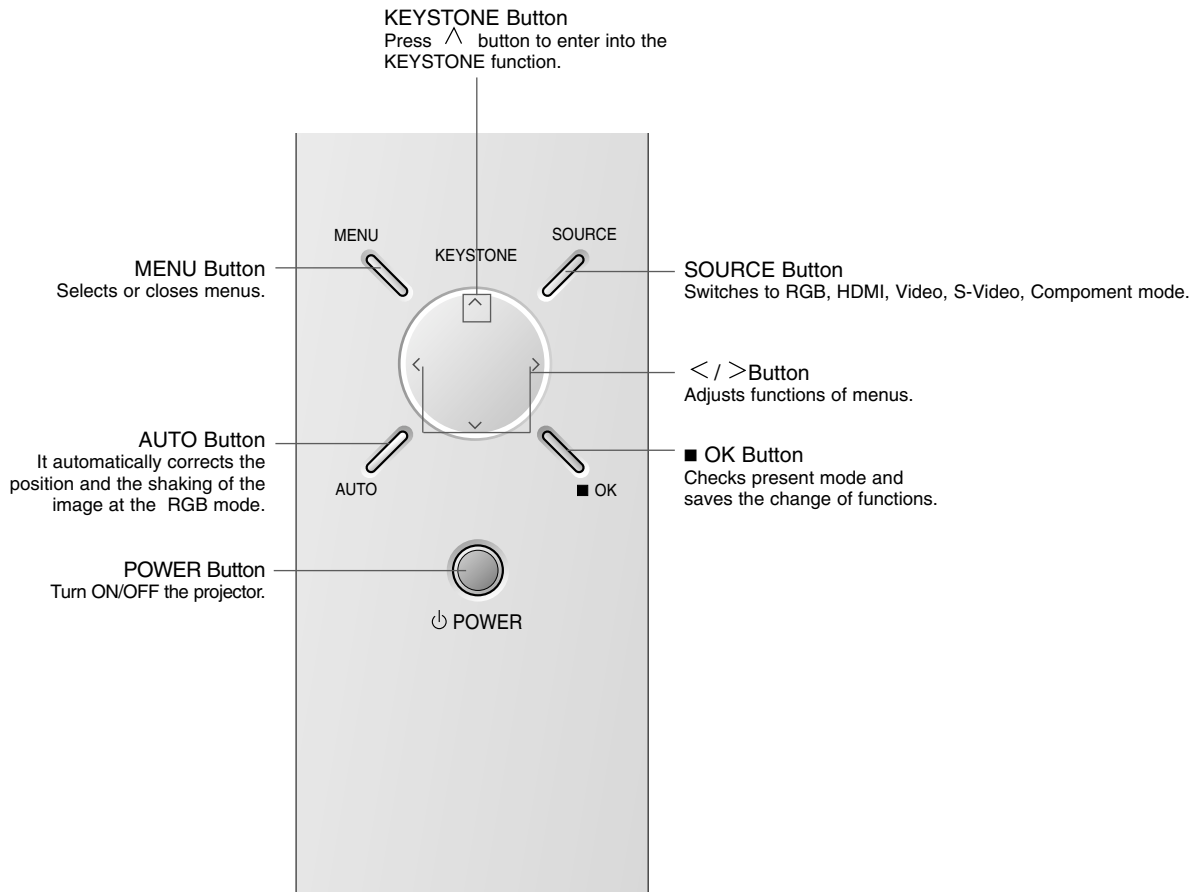 KEYSTONE Button
Press ∧ button to enter into the
KEYSTONE function.
MENU
KEYSTONE
SOURCE
MENU Button
Selects or closes menus.
SOURCE Button
Switches to RGB, HDMI, Video, S-Video, Compoment mode.
< / >Button
Adjusts functions of menus.
AUTO Button
It automatically corrects the
position and the shaking of the
image at the RGB mode.
■ OK Button
Checks present mode and
saves the change of functions.
AUTO
■ OK
POWER Button
Turn ON/OFF the projector.
⏻ POWER